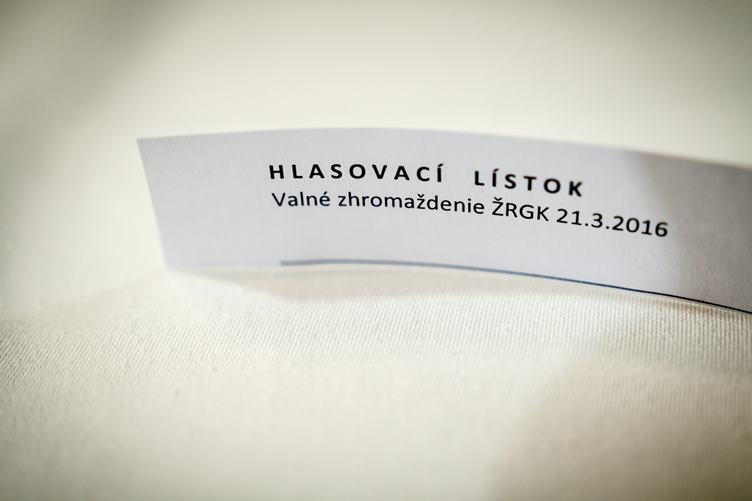 HLASOVACÍ LÍSTOK
Valné zhromaždenie ŽRGK 21.3.2016